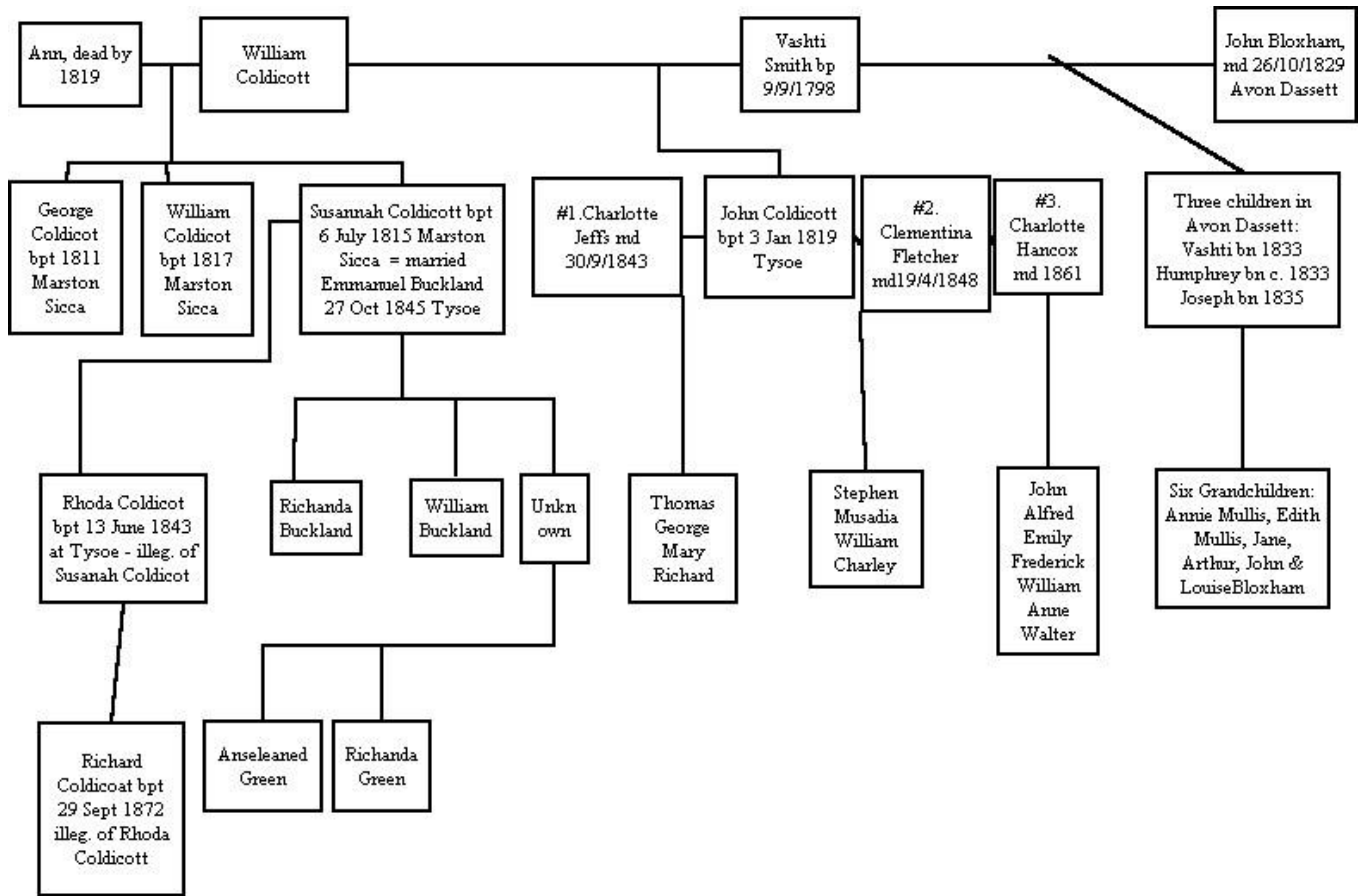 Ann, dead by
1819
William
Coldicott
Vashti
Smith bp
9/9/1798
John Bloxham,
md 26/10/1829
Avon Dassett
George
Coldicot
bpt 1811
Marston
Sicca
William
Coldicot
bpt 1817
Marston
Sicca
Susannah Coldicott bpt
6 July 1815 Marston
Sicca = married
Emmanuel Buckland
27 Oct 1845 Tysoe
#1.Charlotte
Jeffs md
30/9/1843
John Coldicott
bpt 3 Jan 1819
Tysoe
#2.
Clementina
Fletcher
md19/4/1848
#3.
Charlotte
Hancox
md 1861
Three children in
Avon Dassett:
Vashti bn 1833
Humphrey bn c. 1833
Joseph bn 1835
Rhoda Coldicot
bpt 13 June 1843
at Tysoe - illeg. of
Susanah Coldicot
Richanda
Buckland
William
Buckland
Unkn
own
Thomas
George
Mary
Richard
Stephen
Musadia
William
Charley
John
Alfred
Emily
Frederick
William
Anne
Walter
Six Grandchildren:
Annie Mullis, Edith
Mullis, Jane,
Arthur, John &
LouiseBloxham
Richard
Coldicoat bpt
29 Sept 1872
illeg. of Rhoda
Coldicott
Anseleaned
Green
Richanda
Green